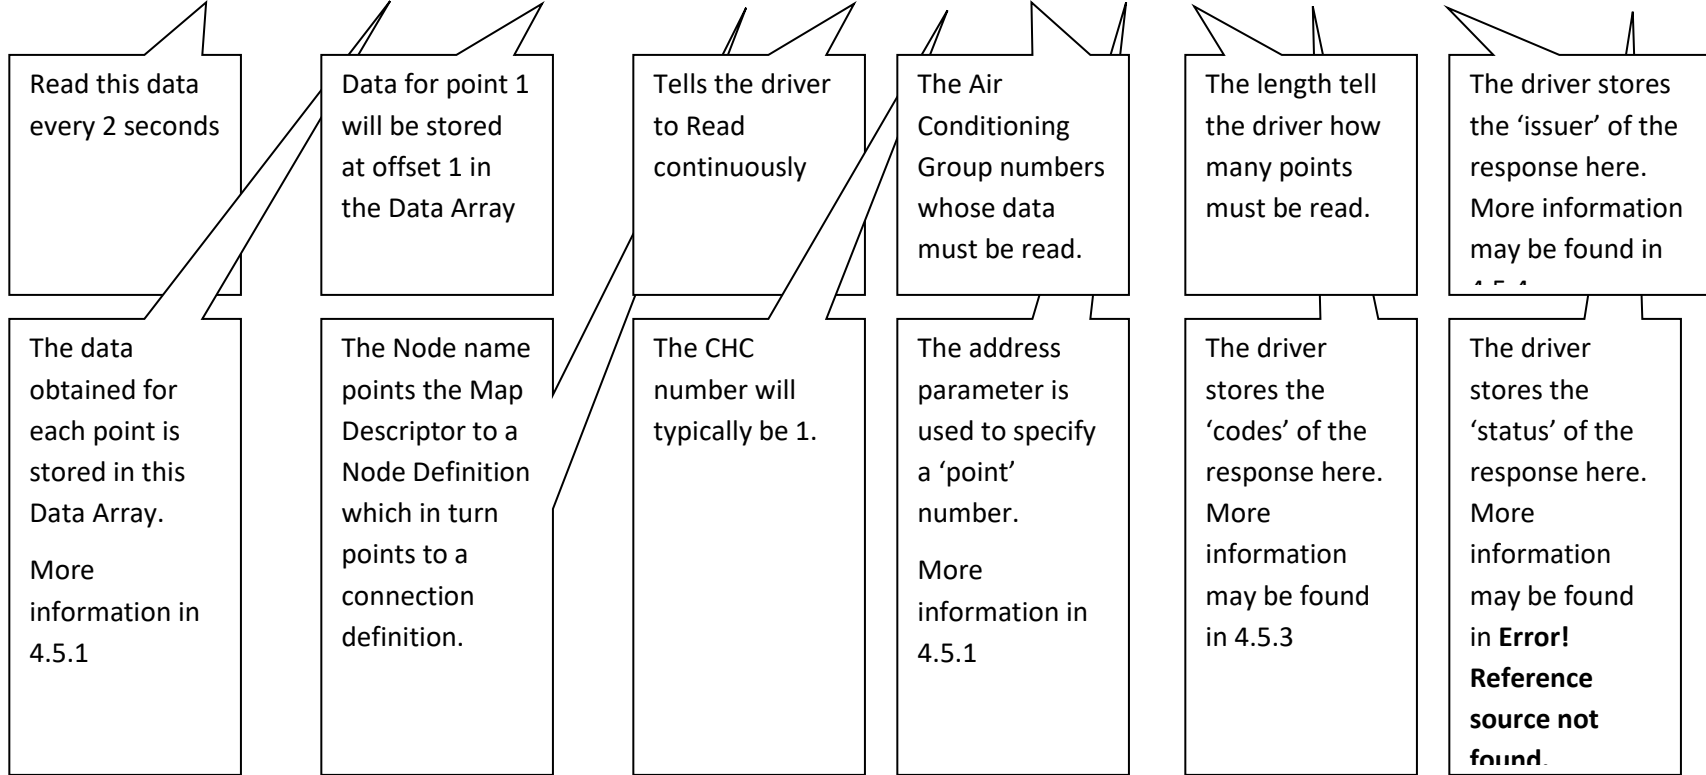 Read this data
every 2 seconds
Data for point 1
will be stored
at offset 1 in
the Data Array
Tells the driver
to Read
continuously
The Air
Conditioning
Group numbers
whose data
must be read.
The length tell
the driver how
many points
must be read.
The driver stores
the ‘issuer’ of the
response here.
More information
may be found in
The data
obtained for
each point is
stored in this
Data Array.
More
information in
4.5.1
The Node name
points the Map
Descriptor to a
Node Definition
which in turn
points to a
connection
definition.
The CHC
number will
typically be 1.
The address
parameter is
used to specify
a ‘point’
number.
More
information in
4.5.1
The driver
stores the
‘codes’ of the
response here.
More
information
may be found
in 4.5.3
The driver
stores the
‘status’ of the
response here.
More
information
may be found
in Error!
Reference
source not
found.